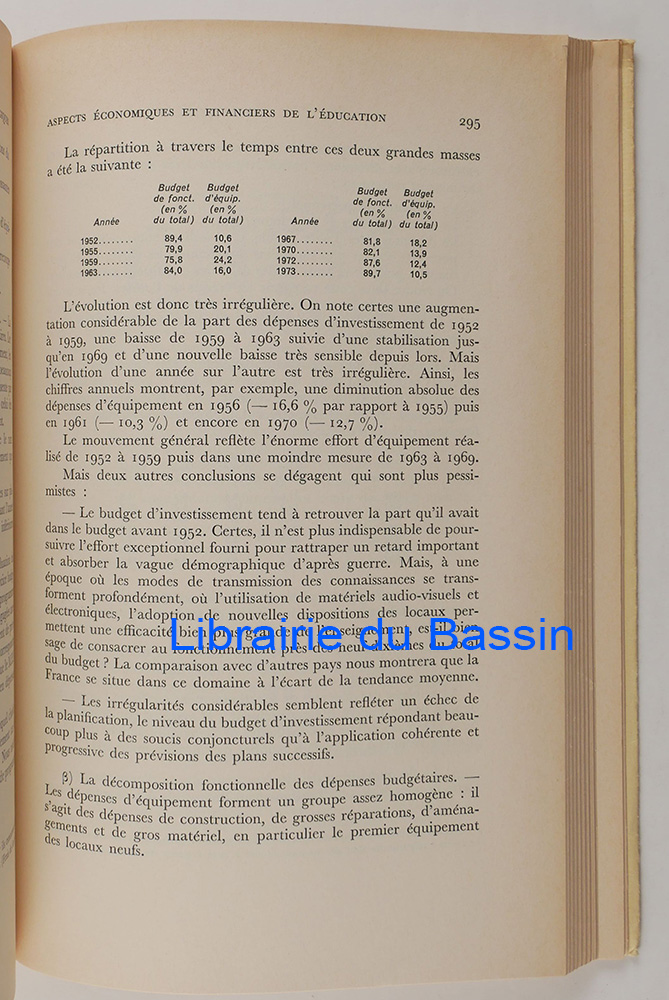 ASPECTS ÉCONOMIQUES ET FINANCIERS DE L'ÉDUCATION 295
La répartition à travers le temps entre ces deux grandes masses
a été la suivante :
Budget Budget Budget Budget
de fonct. d'équip. de fonct. d'équip.
(en % (en % (en % (en %
Année du total) du total) Année du total) du total)
1952........ 89,4 10,6 1967........ 81,8 18,2
1955........ 79,9 20,1 1970........ 82,1 13,9
1959........ 75,8 24,2 1972........ 87,6 12,4
1963........ 84,0 16,0 1973........ 89,7 10,5
L'évolution est donc très irrégulière. On note certes une augmen-
tation considérable de la part des dépenses d'investissement de 1952
à 1959, une baisse de 1959 à 1963 suivie d'une stabilisation jus-
qu'en 1969 et d'une nouvelle baisse très sensible depuis lors. Mais
l'évolution d'une année sur l'autre est très irrégulière. Ainsi, les
chiffres annuels montrent, par exemple, une diminution absolue des
dépenses d'équipement en 1956 (— 16,6 % par rapport à 1955) puis
en 1961 (— 10,3 %) et encore en 1970 (— 12,7 %).
Le mouvement général reflète l'énorme effort d'équipement réa-
lisé de 1952 à 1959 puis dans une moindre mesure de 1963 à 1969.
Mais deux autres conclusions se dégagent qui sont plus pessi-
mistes :
— Le budget d'investissement tend à retrouver la part qu'il avait
dans le budget avant 1952. Certes, il n'est plus indispensable de pour-
suivre l'effort exceptionnel fourni pour rattraper un retard important
et absorber la vague démographique d'après guerre. Mais, à une
époque où les modes de transmission des connaissances se trans-
forment profondément, où l'utilisation de matériels audio-visuels et
électroniques, l'adoption de nouvelles dispositions des locaux per-
mettent une efficacité bien plus grande de l'enseignement, est-il bien
sage de consacrer au fonctionnement près des neuf dixièmes du total
du budget ? La comparaison avec d'autres pays nous montrera que la
France se situe dans ce domaine à l'écart de la tendance moyenne.
— Les irrégularités considérables semblent refléter un échec de
la planification, le niveau du budget d'investissement répondant beau-
coup plus à des soucis conjoncturels qu'à l'application cohérente et
progressive des prévisions des plans successifs.
β) La décomposition fonctionnelle des dépenses budgétaires. —
Les dépenses d'équipement forment un groupe assez homogène : il
s'agit des dépenses de construction, de grosses réparations, d'aména-
gements et de gros matériel, en particulier le premier équipement
des locaux neufs.
Librairie du Bassin